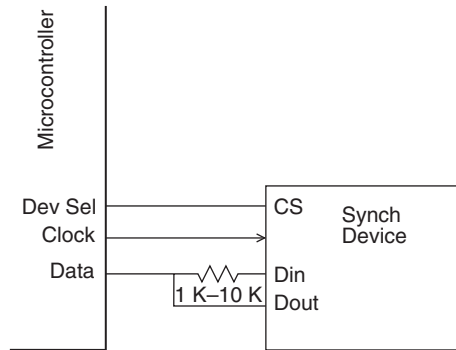 Microcontroller
Dev Sel
Clock
Data
CS
Synch
Device
Din
1 K–10 K
Dout